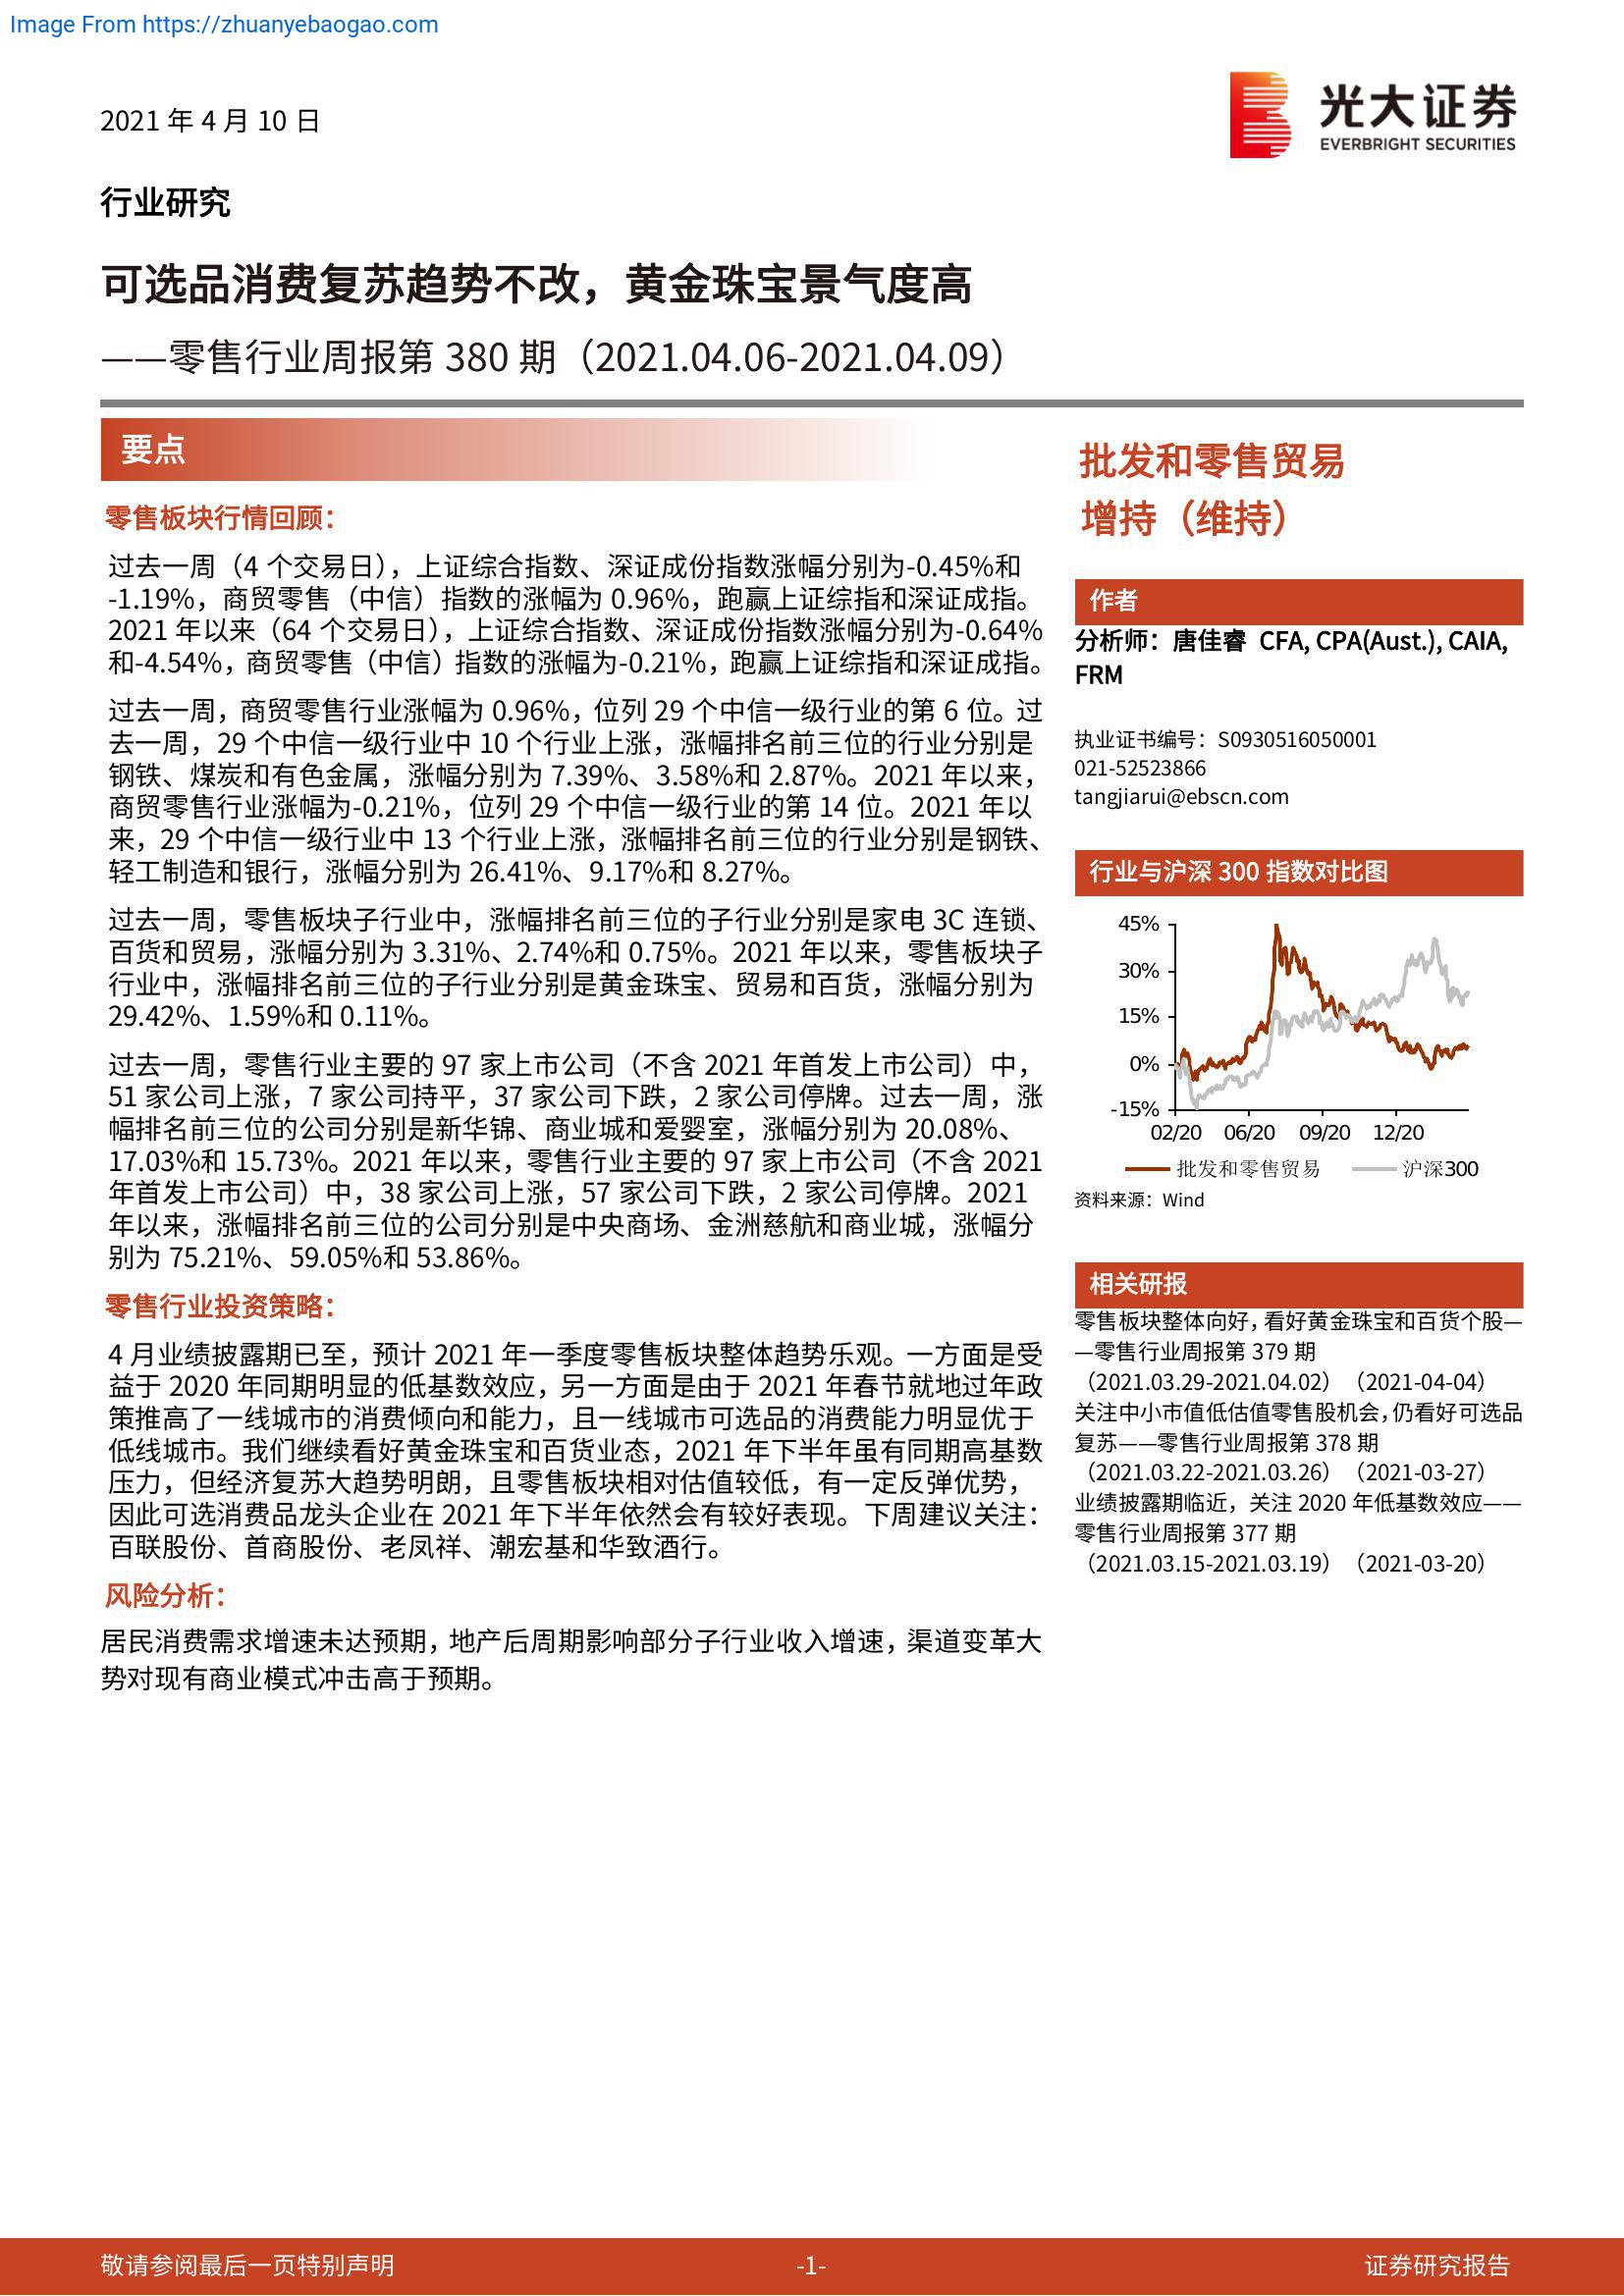 Image From https://zhuanyebaogao.com
2021 年 4 月 10 日
光大证券
EVERBRIGHT SECURITIES
行业研究
可选品消费复苏趋势不改，黄金珠宝景气度高
——零售行业周报第 380 期（2021.04.06-2021.04.09）
要点
零售板块行情回顾：
过去一周（4 个交易日），上证综合指数、深证成份指数涨幅分别为-0.45%和
-1.19%，商贸零售（中信）指数的涨幅为 0.96%，跑赢上证综指和深证成指。
2021 年以来（64 个交易日），上证综合指数、深证成份指数涨幅分别为-0.64%
和-4.54%，商贸零售（中信）指数的涨幅为-0.21%，跑赢上证综指和深证成指。
过去一周，商贸零售行业涨幅为 0.96%，位列 29 个中信一级行业的第 6 位。过
去一周，29 个中信一级行业中 10 个行业上涨，涨幅排名前三位的行业分别是
钢铁、煤炭和有色金属，涨幅分别为 7.39%、3.58%和 2.87%。2021 年以来，
商贸零售行业涨幅为-0.21%，位列 29 个中信一级行业的第 14 位。2021 年以
来，29 个中信一级行业中 13 个行业上涨，涨幅排名前三位的行业分别是钢铁、
轻工制造和银行，涨幅分别为 26.41%、9.17%和 8.27%。
过去一周，零售板块子行业中，涨幅排名前三位的子行业分别是家电 3C 连锁、
百货和贸易，涨幅分别为 3.31%、2.74%和 0.75%。2021 年以来，零售板块子
行业中，涨幅排名前三位的子行业分别是黄金珠宝、贸易和百货，涨幅分别为
29.42%、1.59%和 0.11%。
过去一周，零售行业主要的 97 家上市公司（不含 2021 年首发上市公司）中，
51 家公司上涨，7 家公司持平，37 家公司下跌，2 家公司停牌。过去一周，涨
幅排名前三位的公司分别是新华锦、商业城和爱婴室，涨幅分别为 20.08%、
17.03%和 15.73%。2021 年以来，零售行业主要的 97 家上市公司（不含 2021
年首发上市公司）中，38 家公司上涨，57 家公司下跌，2 家公司停牌。2021
年以来，涨幅排名前三位的公司分别是中央商场、金洲慈航和商业城，涨幅分
别为 75.21%、59.05%和 53.86%。
零售行业投资策略：
4 月业绩披露期已至，预计 2021 年一季度零售板块整体趋势乐观。一方面是受
益于 2020 年同期明显的低基数效应，另一方面是由于 2021 年春节就地过年政
策推高了一线城市的消费倾向和能力，且一线城市可选品的消费能力明显优于
低线城市。我们继续看好黄金珠宝和百货业态，2021 年下半年虽有同期高基数
压力，但经济复苏大趋势明朗，且零售板块相对估值较低，有一定反弹优势，
因此可选消费品龙头企业在 2021 年下半年依然会有较好表现。下周建议关注：
百联股份、首商股份、老凤祥、潮宏基和华致酒行。
风险分析：
居民消费需求增速未达预期，地产后周期影响部分子行业收入增速，渠道变革大
势对现有商业模式冲击高于预期。
批发和零售贸易
增持（维持）
作者
分析师：唐佳睿 CFA, CPA(Aust.), CAIA,
FRM
执业证书编号：S0930516050001
021-52523866
tangjiarui@ebscn.com
行业与沪深 300 指数对比图
45%
30%
15%
0%
-15%
02/20 06/20 09/20 12/20
批发和零售贸易 沪深300
资料来源：Wind
相关研报
零售板块整体向好，看好黄金珠宝和百货个股—
—零售行业周报第 379 期
（2021.03.29-2021.04.02）（2021-04-04）
关注中小市值低估值零售股机会，仍看好可选品
复苏——零售行业周报第 378 期
（2021.03.22-2021.03.26）（2021-03-27）
业绩披露期临近，关注 2020 年低基数效应——
零售行业周报第 377 期
（2021.03.15-2021.03.19）（2021-03-20）
敬请参阅最后一页特别声明
-1-
证券研究报告